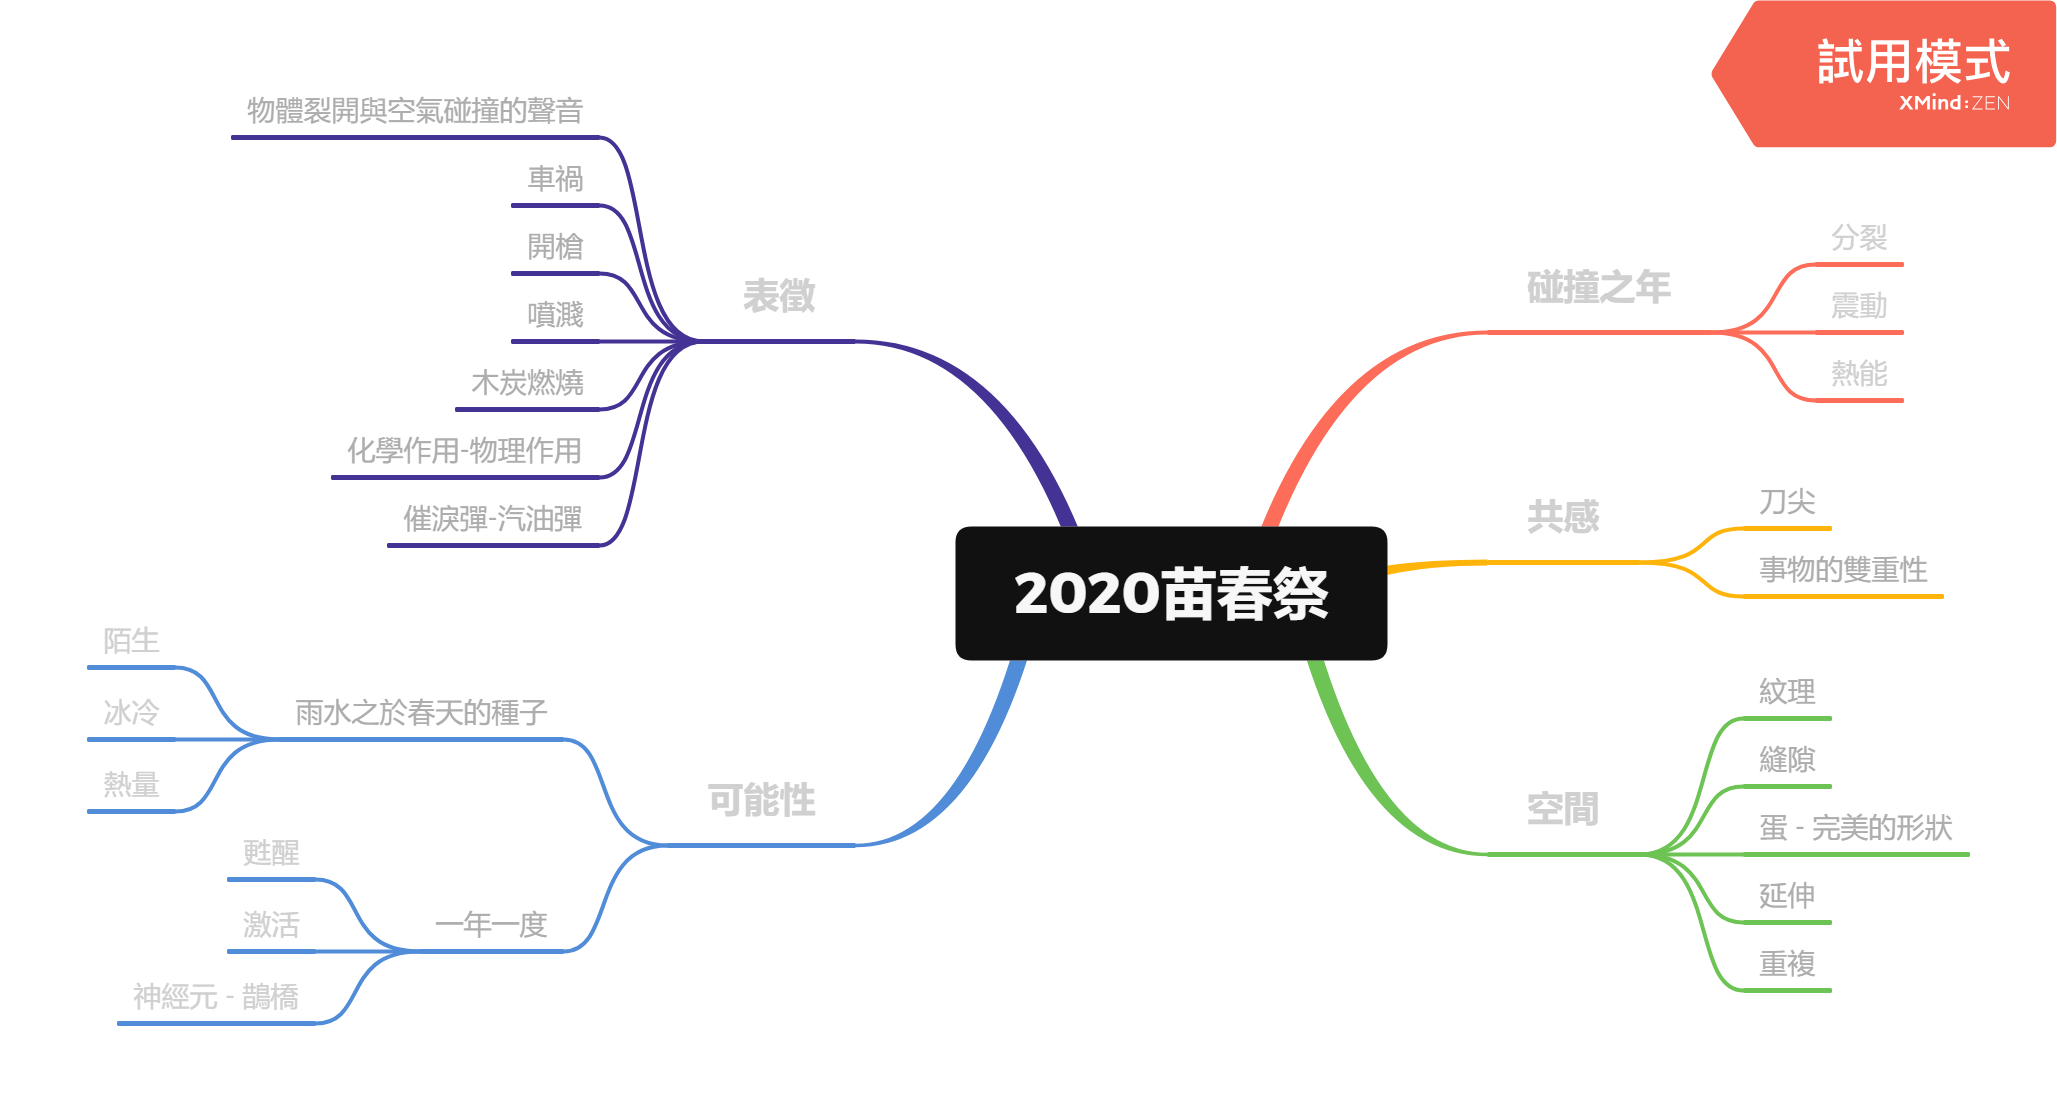 試用模式
XMind:ZEN
2020苗春祭
碰撞之年
分裂
震動
熱能
共感
刀尖
事物的雙重性
空間
紋理
縫隙
蛋 - 完美的形狀
延伸
重複
表徵
物體裂開與空氣碰撞的聲音
車禍
開槍
噴濺
木炭燃燒
化學作用-物理作用
催淚彈-汽油彈
可能性
雨水之於春天的種子
陌生
冰冷
熱量
一年一度
甦醒
激活
神經元 - 鵲橋